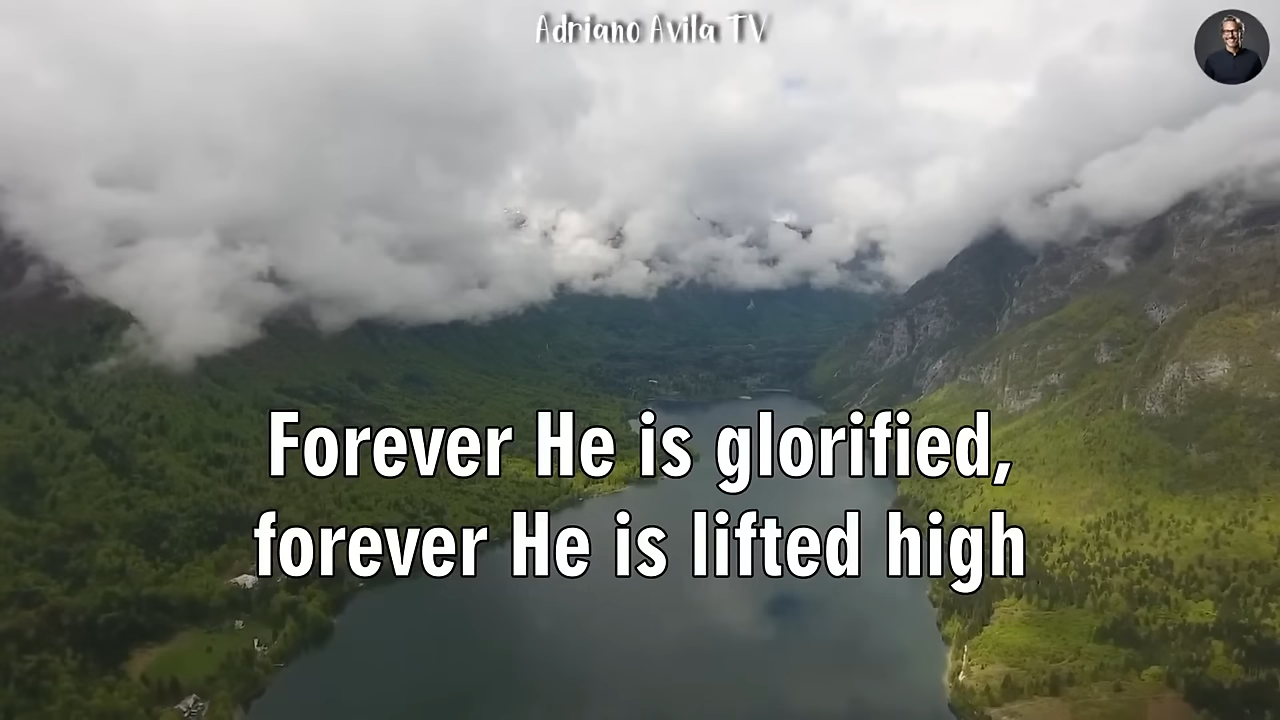 Adriano Avila TV
Forever He is glorified,
forever He is lifted high